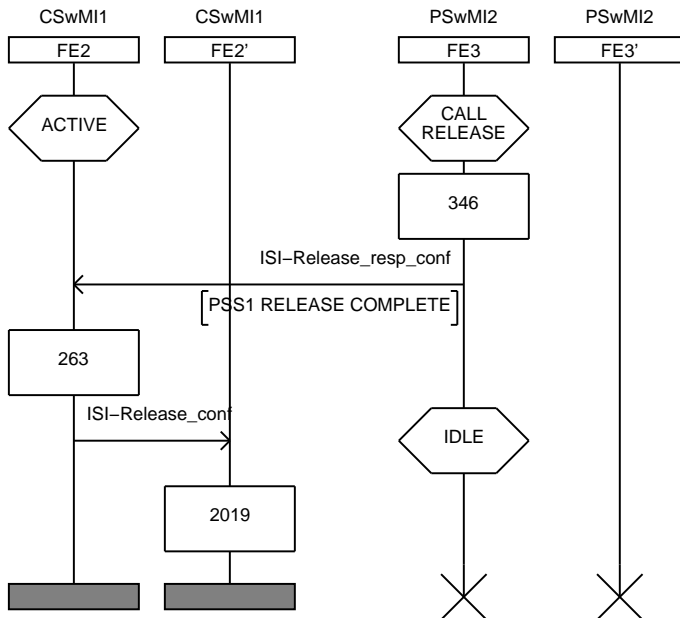 CSwMI1 CSwMI1 PSwMI2 PSwMI2
FE2 FE2' FE3 FE3'
ACTIVE
CALL
RELEASE
346
ISI−Release_resp_conf
PSS1 RELEASE COMPLETE
263
ISI−Release_conf
IDLE
2019